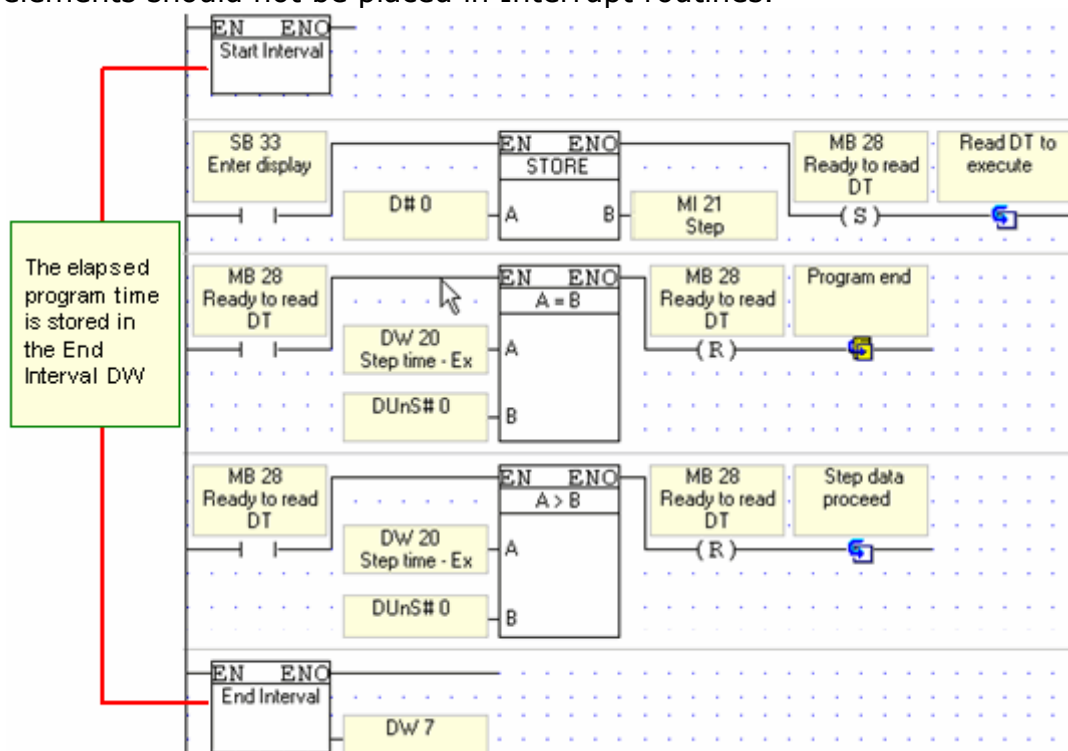 elements should not be placed in Interrupt routines.
EN ENO
Start Interval
SB 33
Enter display
EN ENO
STORE
D# 0
A
B
MI 21
Step
MB 28
Ready to read
DT
( S )
Read DT to
execute
The elapsed
program time
is stored in
the End
Interval DW
MB 28
Ready to read
DT
EN ENO
A = B
DW 20
Step time - Ex
A
DUnS# 0
B
MB 28
Ready to read
DT
( R )
Program end
MB 28
Ready to read
DT
EN ENO
A > B
DW 20
Step time - Ex
A
DUnS# 0
B
MB 28
Ready to read
DT
( R )
Step data
proceed
EN ENO
End Interval
DW 7